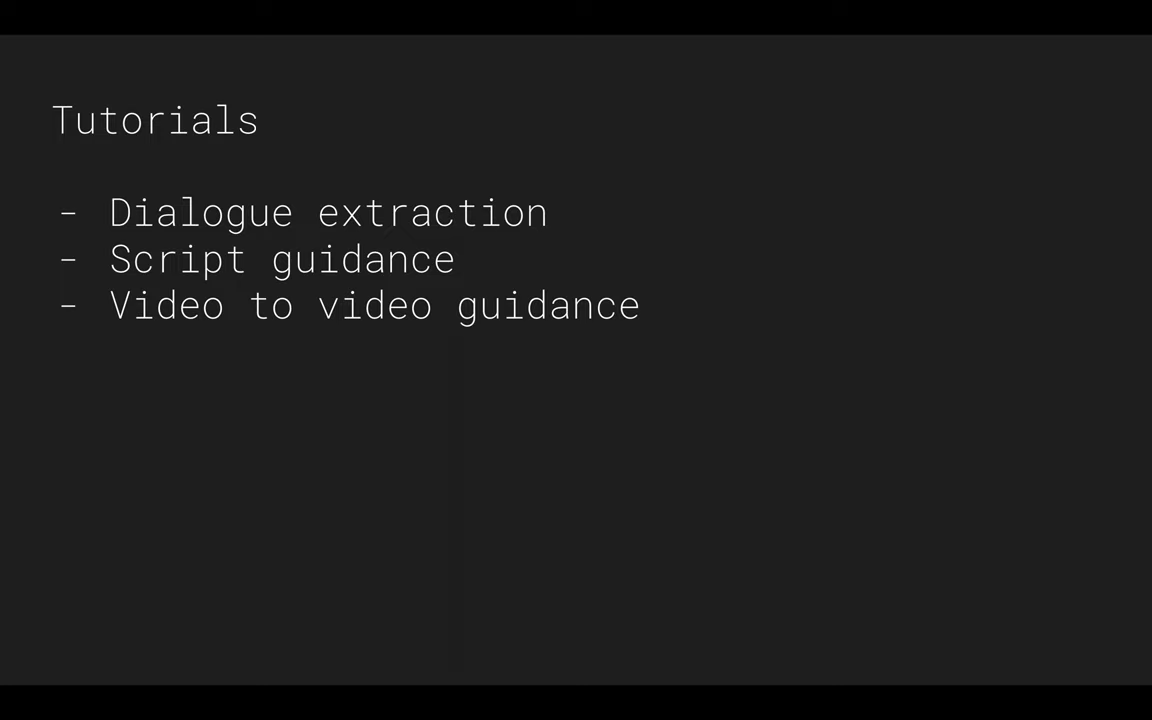 Tutorials
- Dialogue extraction
- Script guidance
- Video to video guidance